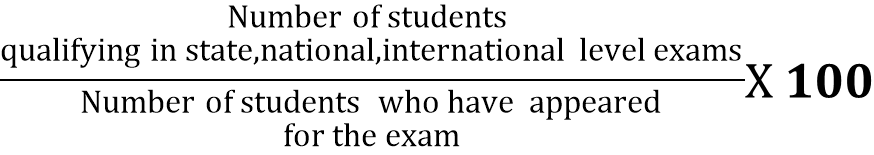 Number of students
qualifying in state,national,international level exams
X 100
Number of students who have appeared
for the exam